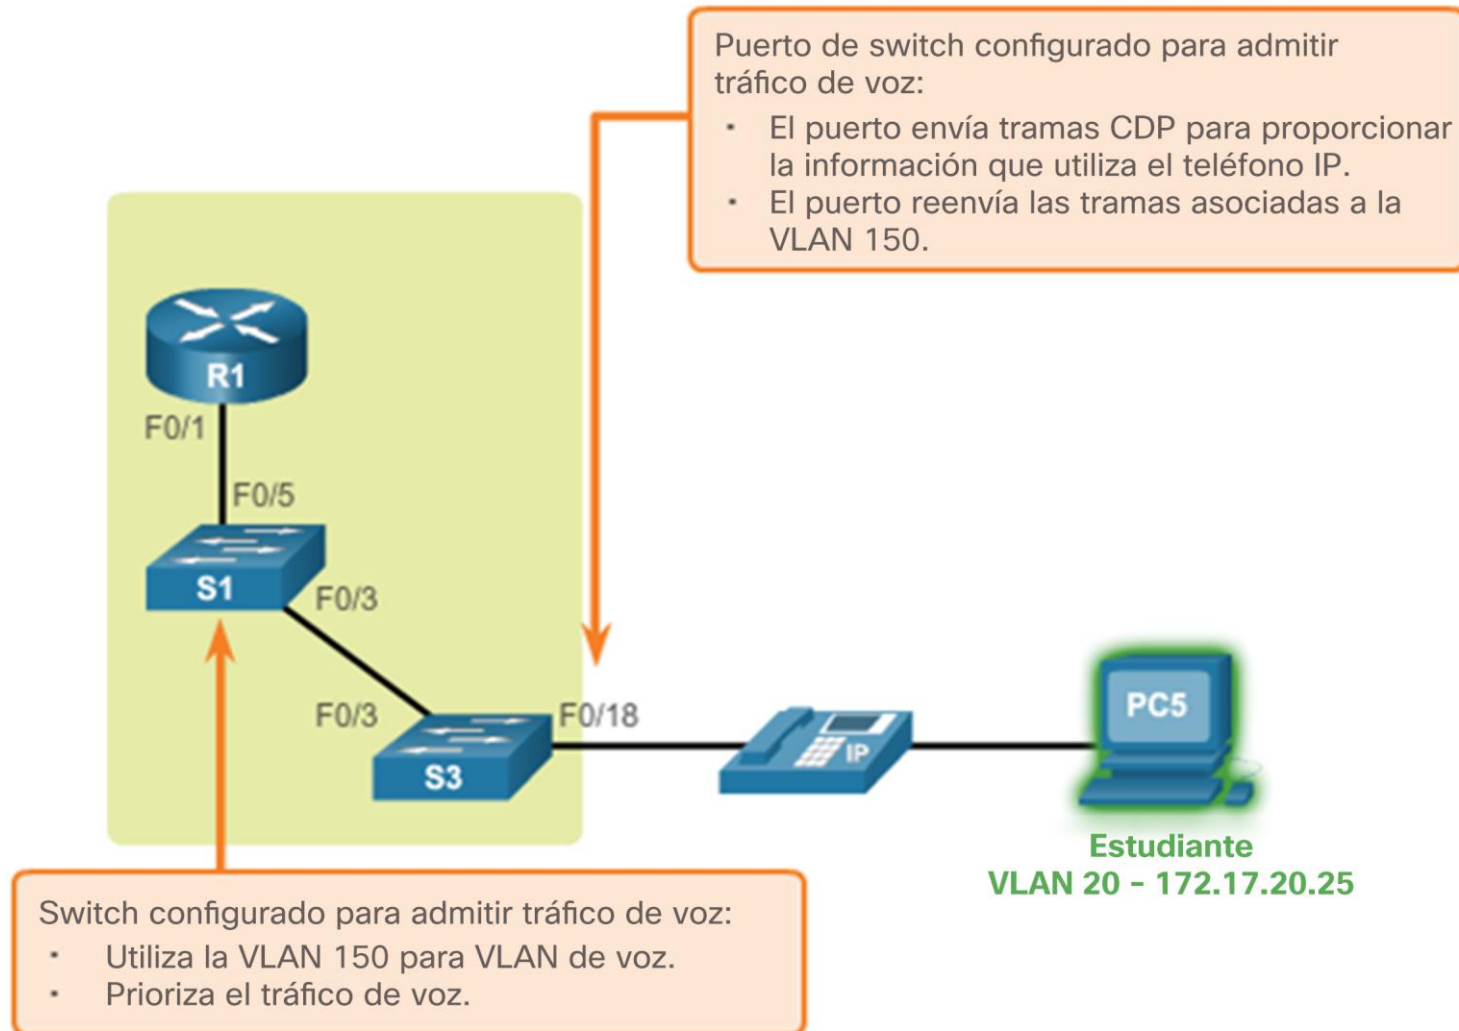 Puerto de switch configurado para admitir
tráfico de voz:
· El puerto envía tramas CDP para proporcionar
la información que utiliza el teléfono IP.
· El puerto reenvía las tramas asociadas a la
VLAN 150.
R1
F0/1
F0/5
S1
F0/3
F0/3
F0/18
S3
IP
PC5
Estudiante
VLAN 20 - 172.17.20.25
Switch configurado para admitir tráfico de voz:
· Utiliza la VLAN 150 para VLAN de voz.
· Prioriza el tráfico de voz.